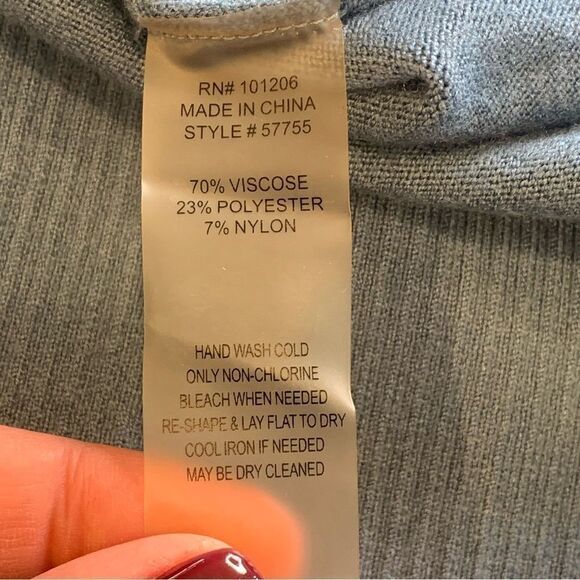 RN# 101206
MADE IN CHINA
STYLE # 57755
70% VISCOSE
23% POLYESTER
7% NYLON
HAND WASH COLD
ONLY NON-CHLORINE
BLEACH WHEN NEEDED
RE-SHAPE & LAY FLAT TO DRY
COOL IRON IF NEEDED
MAY BE DRY CLEANED